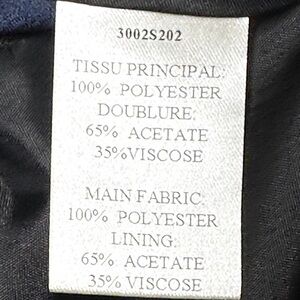 3002S202
TISSU PRINCIPAL:
100% POLYESTER
DOUBLURE:
65% ACETATE
35%VISCOSE
MAIN FABRIC:
100% POLYESTER
LINING:
65% ACETATE
35% VISCOSE